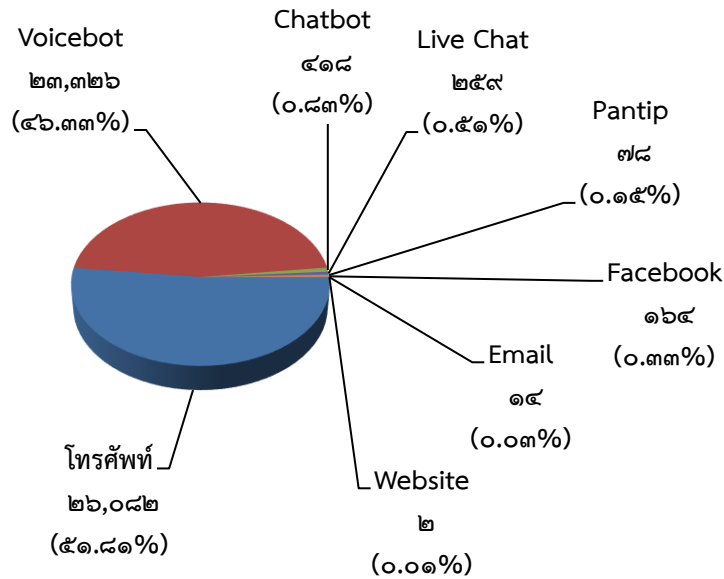 Voicebot
๒๓,๓๒๖
(๔๖.๓๓%)
Chatbot
๔๑๘
(๐.๘๓%)
Live Chat
๒๕๙
(๐.๕๑%)
Pantip
๗๘
(๐.๑๕%)
Facebook
๑๖๔
(๐.๓๓%)
Email
๑๔
(๐.๐๓%)
Website
๒
(๐.๐๑%)
โทรศัพท์
๒๖,๐๘๒
(๕๑.๘๑%)